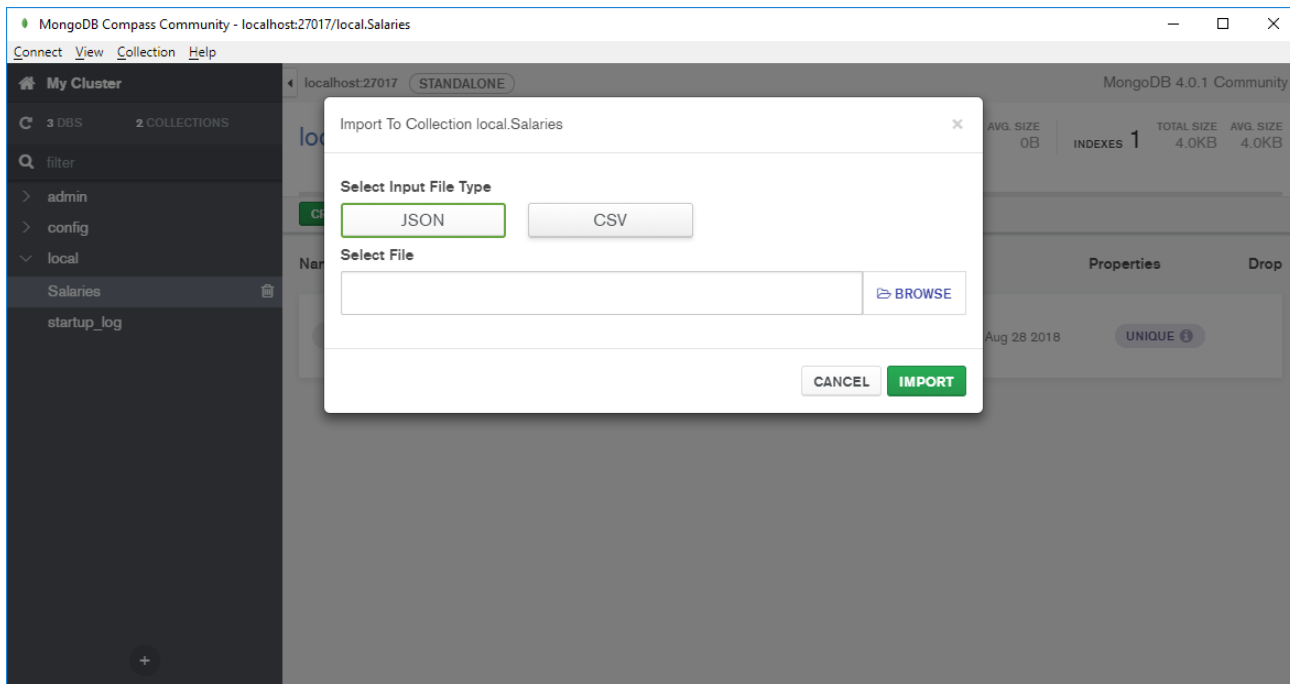 MongoDB Compass Community - localhost:27017/local.Salaries
Connect View Collection Help
My Cluster
localhost:27017 STANDALONE
MongoDB 4.0.1 Community
3 DBS 2 COLLECTIONS
filter
admin
config
local
Salaries
startup_log
Import To Collection local.Salaries
×
Select Input File Type
JSON CSV
Select File
BROWSE
CANCEL IMPORT
loc
AVG. SIZE
0B
INDEXES 1
TOTAL SIZE AVG. SIZE
4.0KB 4.0KB
CR
Nam
Properties Drop
Aug 28 2018 UNIQUE